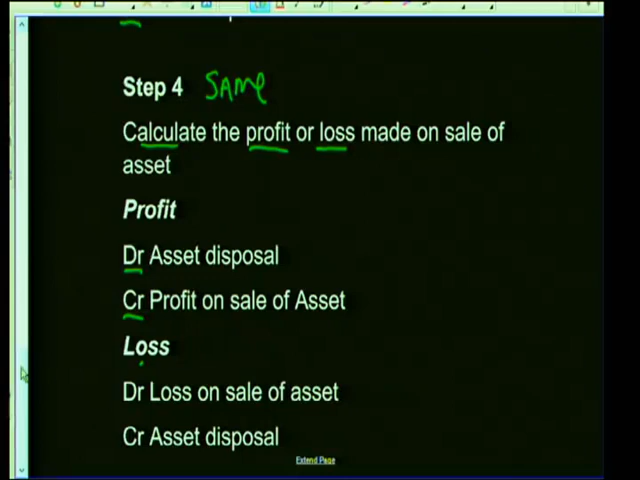 Step 4 SAME
Calculate the profit or loss made on sale of
asset
Profit
Dr Asset disposal
Cr Profit on sale of Asset
Loss
Dr Loss on sale of asset
Cr Asset disposal
Extend Page